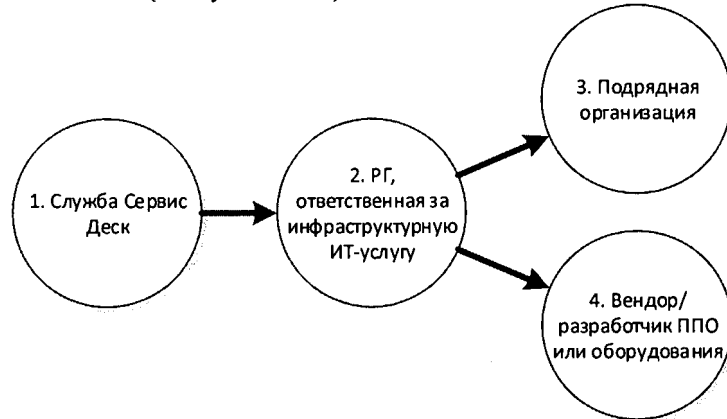 1. Служба Сервис
Деск
2. РГ,
ответственная за
инфраструктурную
ИТ-услугу
3. Подрядная
организация
4. Вендор/
разработчик ППО
или оборудования